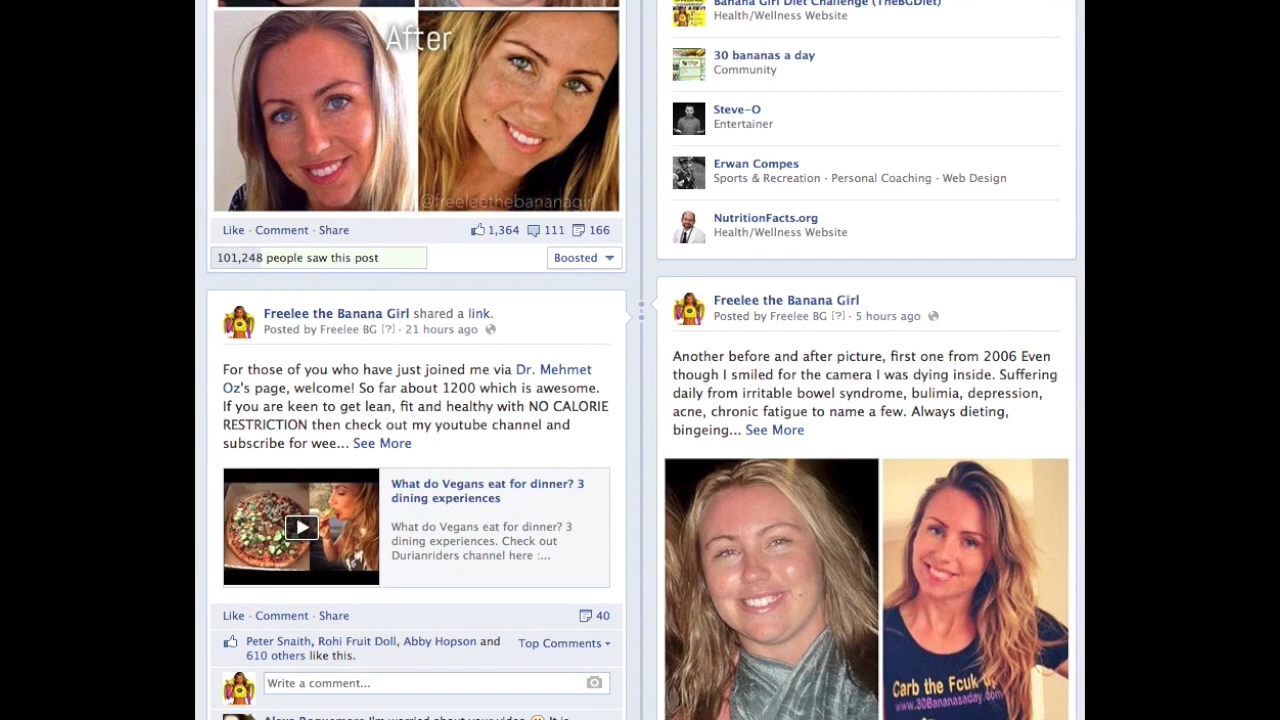 After
@freeleethebananagirl
Like · Comment · Share 1,364 111 166
101,248 people saw this post Boosted
Freelee the Banana Girl shared a link.
Posted by Freelee BG [?] · 21 hours ago
For those of you who have just joined me via Dr. Mehmet
Oz's page, welcome! So far about 1200 which is awesome.
If you are keen to get lean, fit and healthy with NO CALORIE
RESTRICTION then check out my youtube channel and
subscribe for wee... See More
What do Vegans eat for dinner? 3
dining experiences
What do Vegans eat for dinner? 3
dining experiences. Check out
Durianriders channel here :...
Like · Comment · Share 40
Peter Snaith, Rohi Fruit Doll, Abby Hopson and
610 others like this.
Top Comments
Write a comment...
I'm worried about your video It is
Banana Girl Diet Challenge (TheBGDiet)
Health/Wellness Website
30 bananas a day
Community
Steve-O
Entertainer
Erwan Compes
Sports & Recreation · Personal Coaching · Web Design
NutritionFacts.org
Health/Wellness Website
Freelee the Banana Girl
Posted by Freelee BG [?] · 5 hours ago
Another before and after picture, first one from 2006 Even
though I smiled for the camera I was dying inside. Suffering
daily from irritable bowel syndrome, bulimia, depression,
acne, chronic fatigue to name a few. Always dieting,
bingeing... See More
Carb the Fcuk up
www.30Bananasaday.com